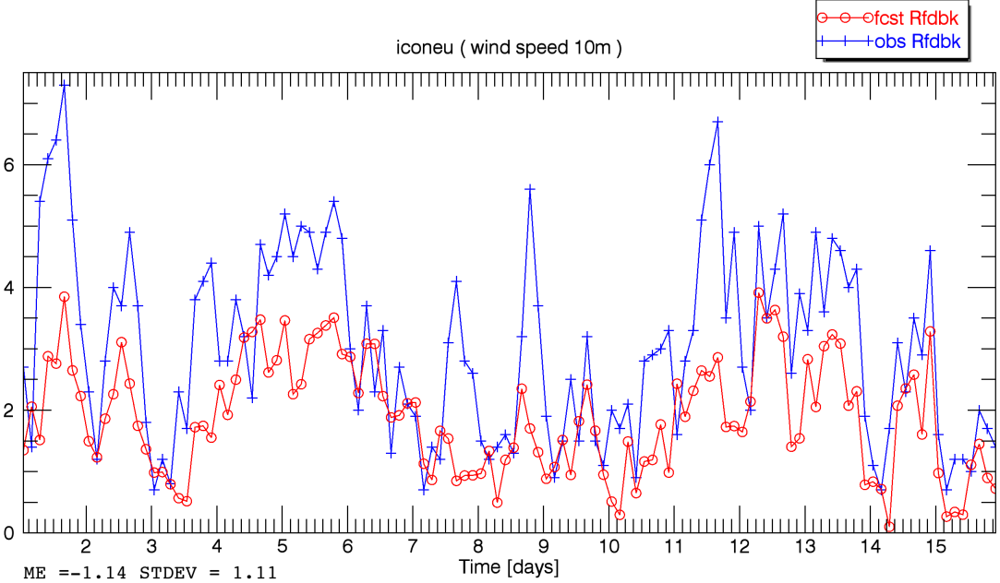 fcst Rfdbk
obs Rfdbk
iconeu ( wind speed 10m )
6
4
2
0
2 3 4 5 6 7 8 9 10 11 12 13 14 15
Time [days]
ME =-1.14 STDEV = 1.11